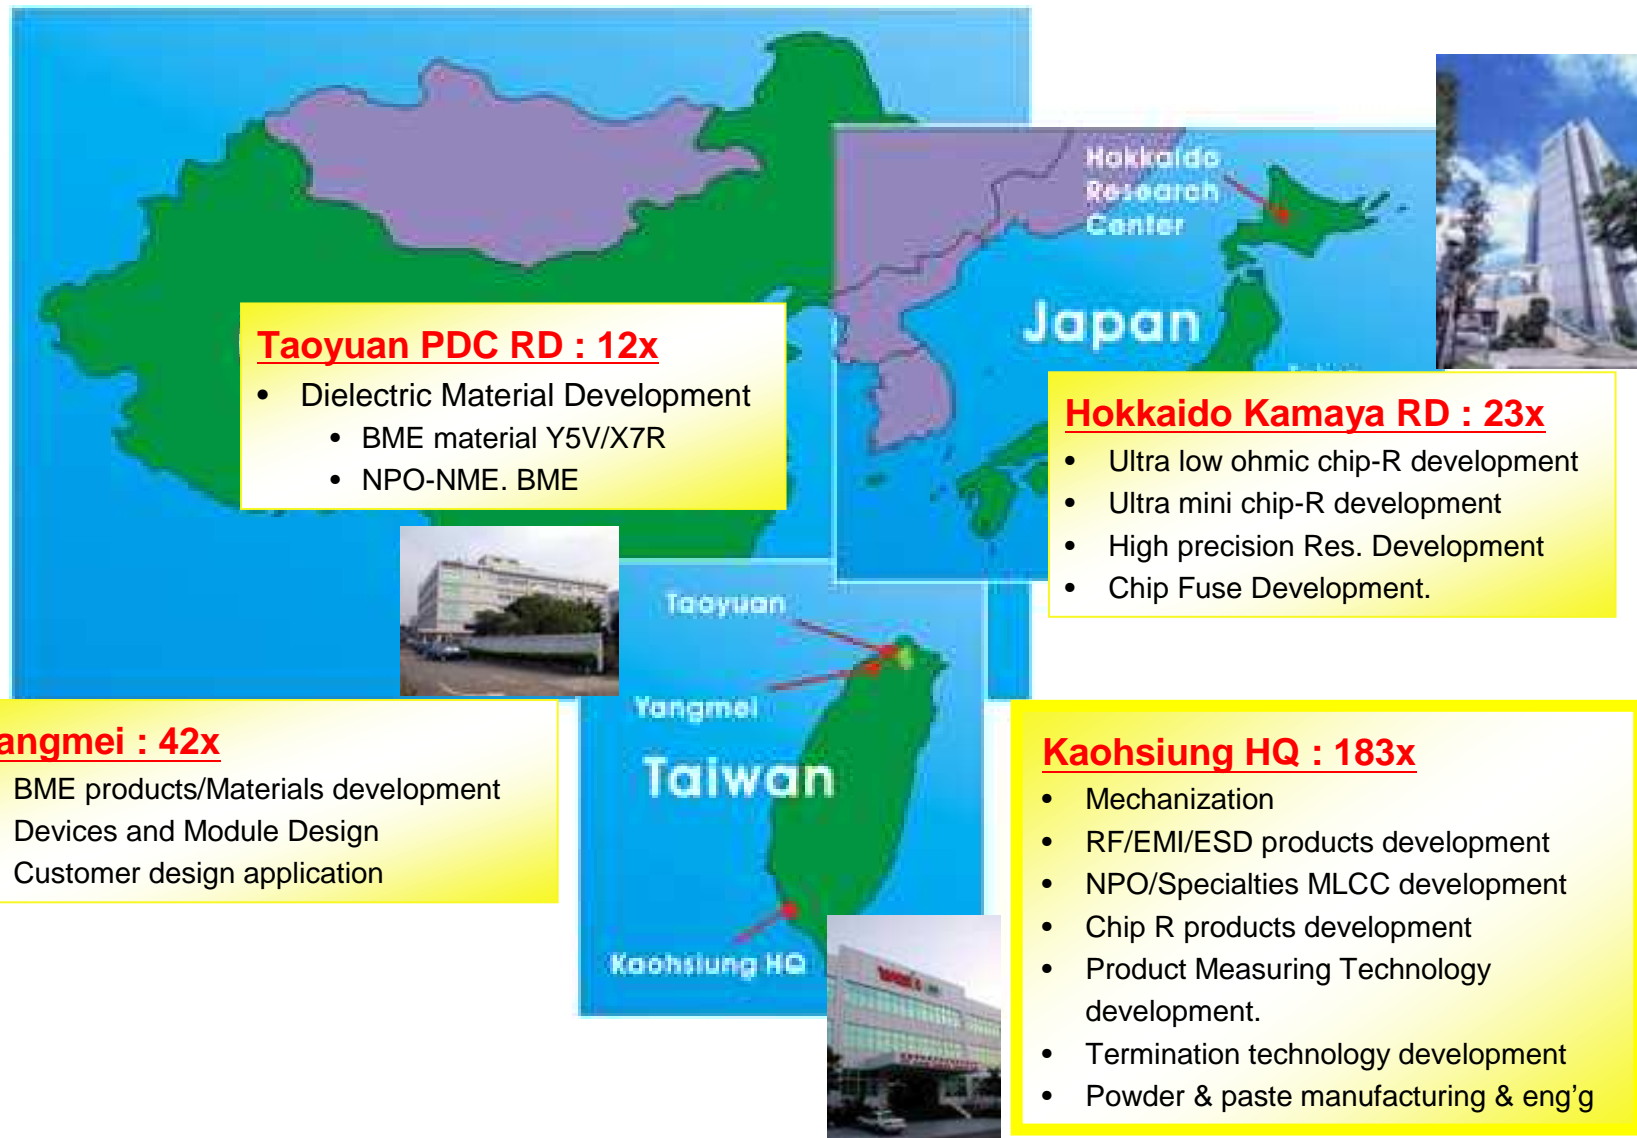 Hokkaido
Research
Center
Japan
Taoyuan PDC RD : 12x
• Dielectric Material Development
• BME material Y5V/X7R
• NPO-NME. BME
Hokkaido Kamaya RD : 23x
• Ultra low ohmic chip-R development
• Ultra mini chip-R development
• High precision Res. Development
• Chip Fuse Development.
Taoyuan
Yangmei
Taiwan
Kaohsiung HQ
angmei : 42x
BME products/Materials development
Devices and Module Design
Customer design application
Kaohsiung HQ : 183x
• Mechanization
• RF/EMI/ESD products development
• NPO/Specialties MLCC development
• Chip R products development
• Product Measuring Technology
development.
• Termination technology development
• Powder & paste manufacturing & eng’g